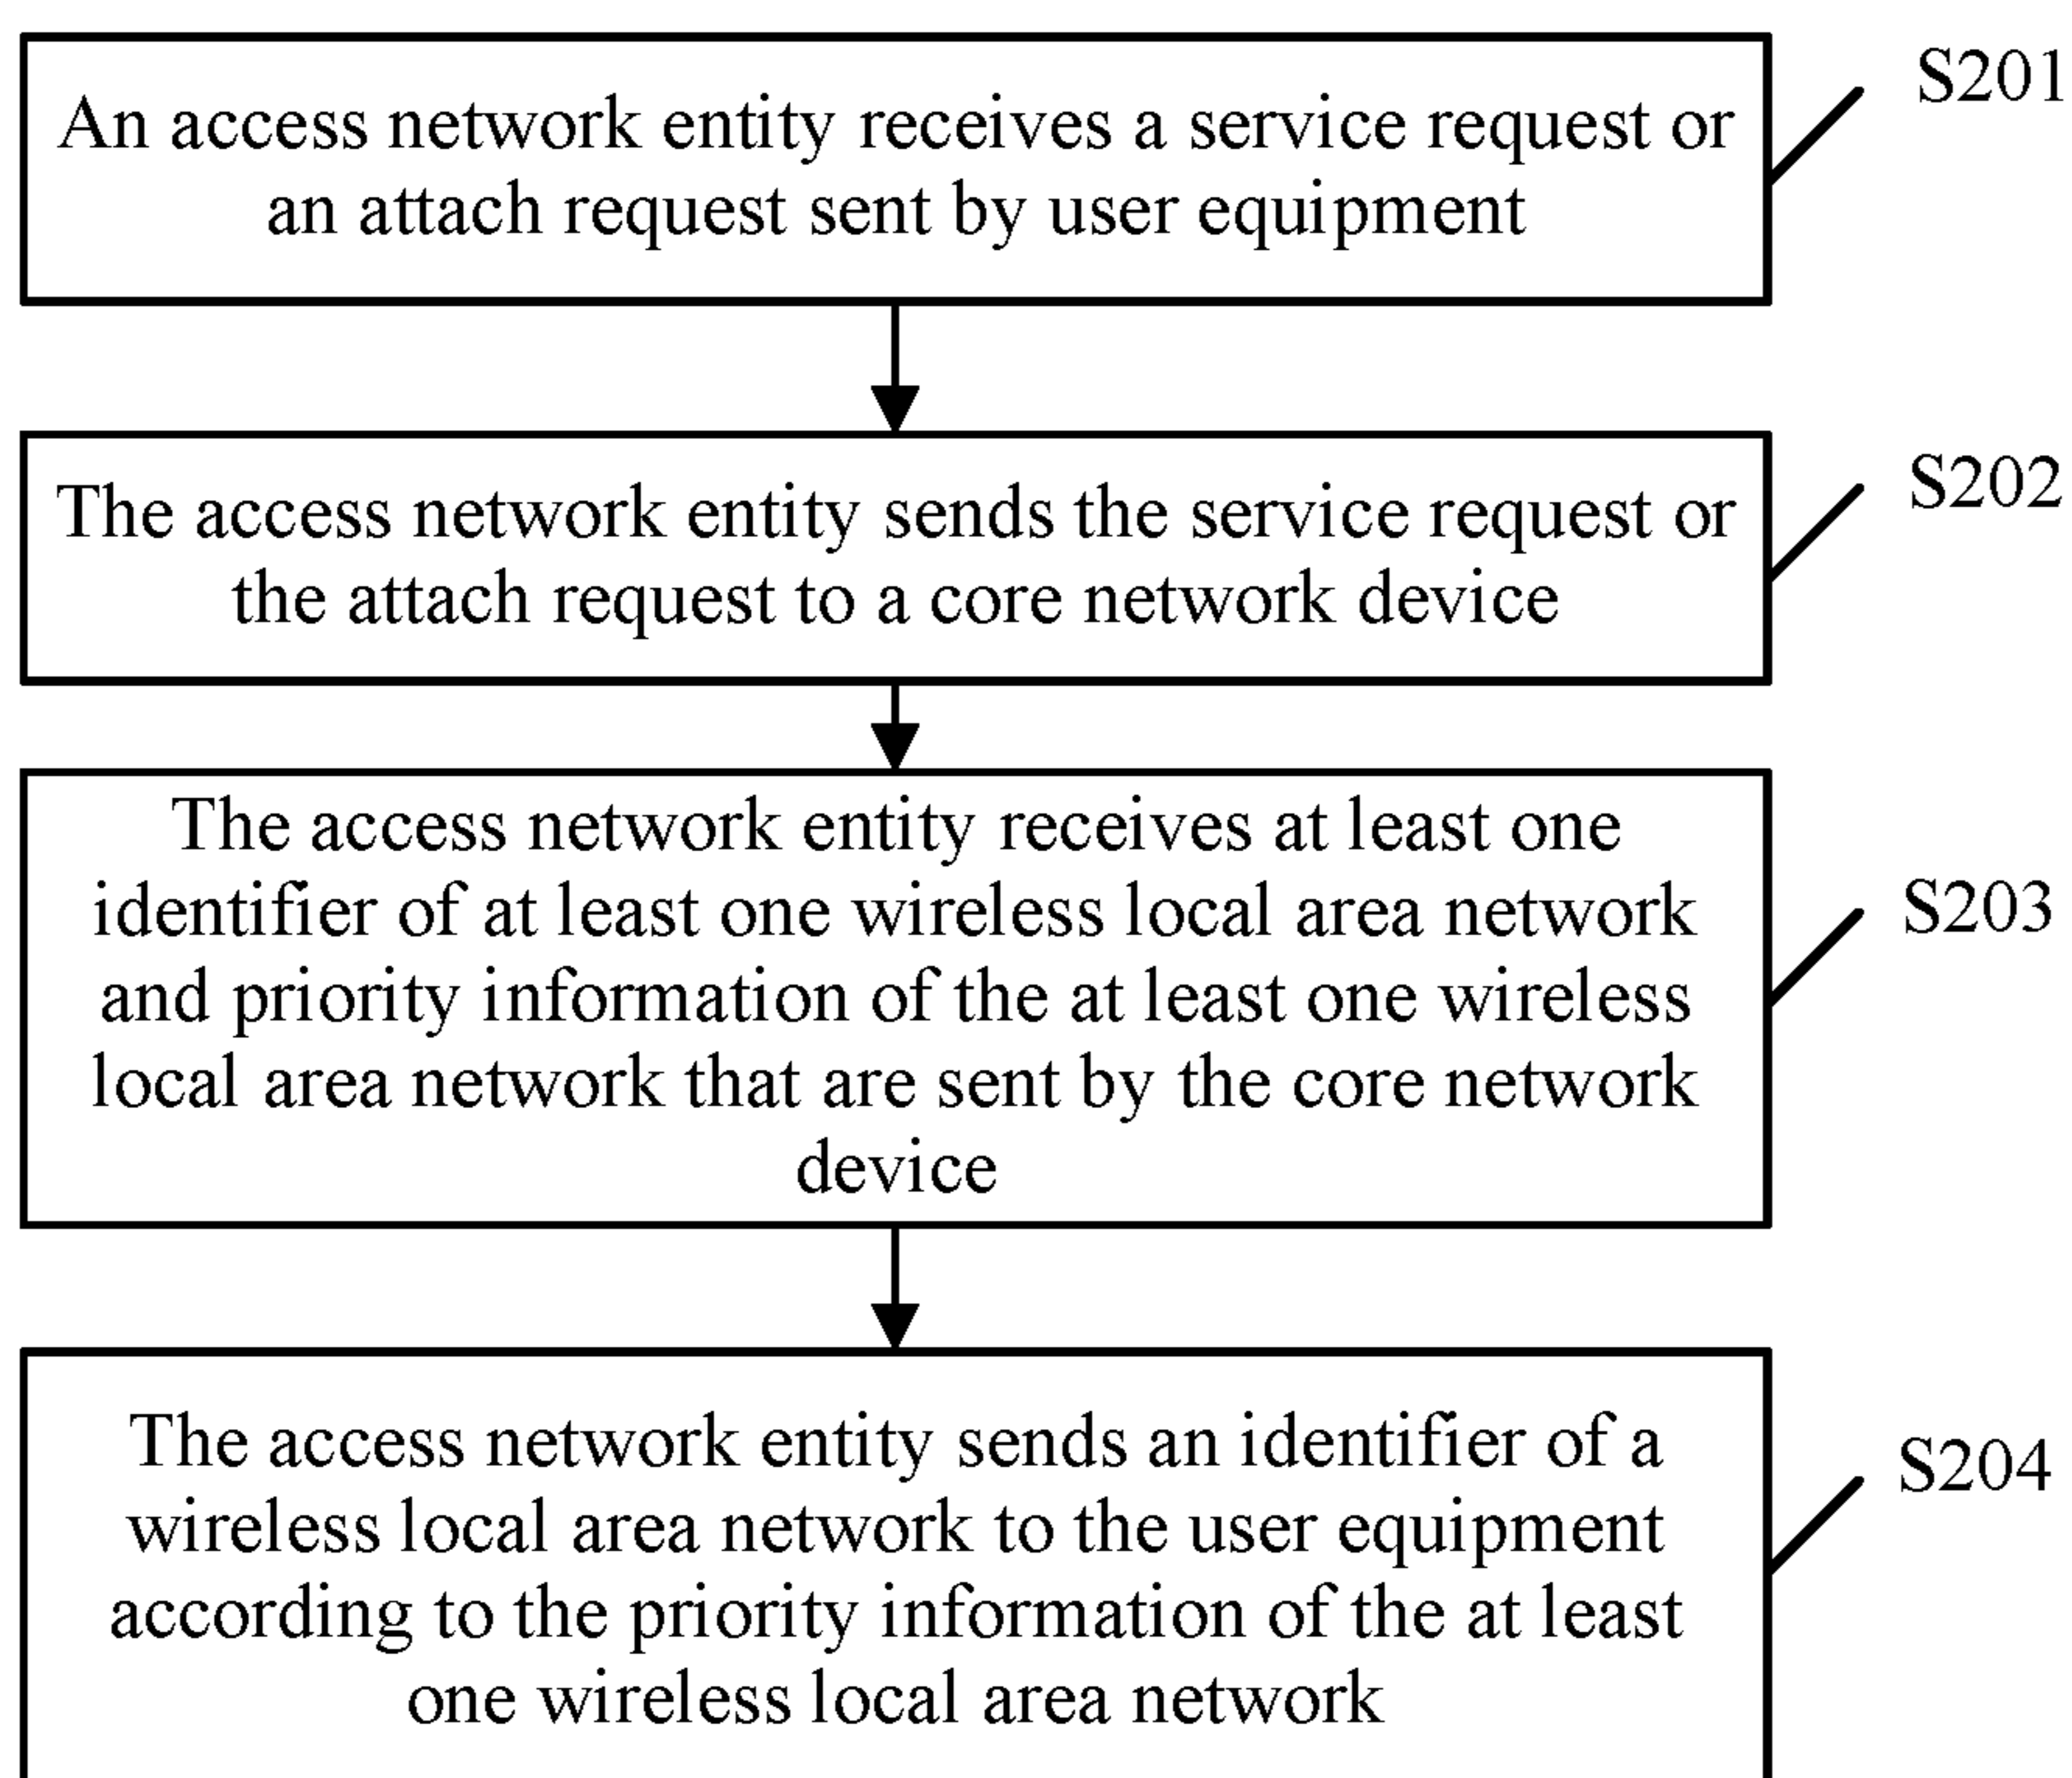 An access network entity receives a service request or
an attach request sent by user equipment
S201
The access network entity sends the service request or
the attach request to a core network device
S202
The access network entity receives at least one
identifier of at least one wireless local area network
and priority information of the at least one wireless
local area network that are sent by the core network
device
S203
The access network entity sends an identifier of a
wireless local area network to the user equipment
according to the priority information of the at least
one wireless local area network
S204